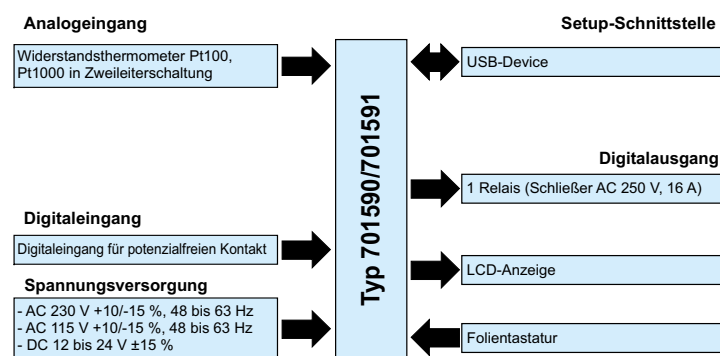 Analogeingang
Widerstandsthermometer Pt100,
Pt1000 in Zweileiterschaltung
Digitaleingang
Digitaleingang für potenzialfreien Kontakt
Spannungsversorgung
- AC 230 V +10/-15 %, 48 bis 63 Hz
- AC 115 V +10/-15 %, 48 bis 63 Hz
- DC 12 bis 24 V ±15 %
Typ 701590/701591
Setup-Schnittstelle
USB-Device
Digitalausgang
1 Relais (Schließer AC 250 V, 16 A)
LCD-Anzeige
Folientastatur